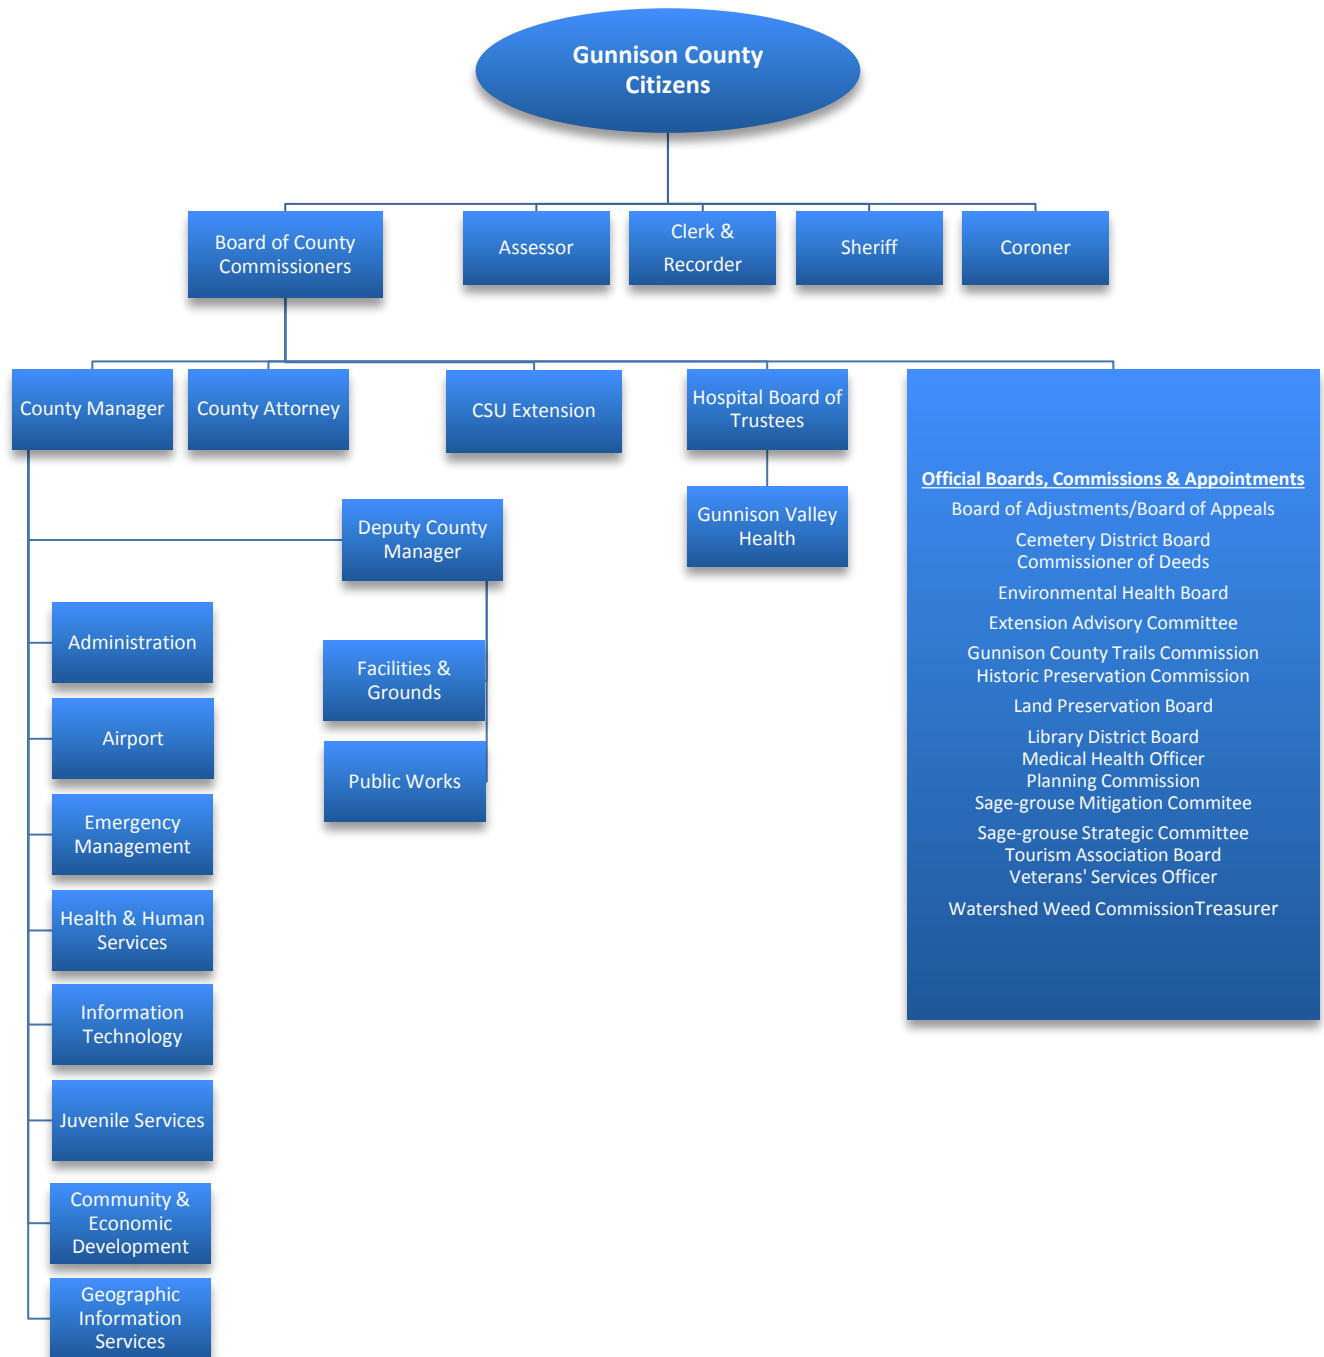 Gunnison County
Citizens
Board of County
Commissioners
Assessor
Clerk &
Recorder
Sheriff
Coroner
County Manager
County Attorney
CSU Extension
Hospital Board of
Trustees
Gunnison Valley
Health
Deputy County
Manager
Facilities &
Grounds
Public Works
Administration
Airport
Emergency
Management
Health & Human
Services
Information
Technology
Juvenile Services
Community &
Economic
Development
Geographic
Information
Services
Official Boards, Commissions & Appointments
Board of Adjustments/Board of Appeals
Cemetery District Board
Commissioner of Deeds
Environmental Health Board
Extension Advisory Committee
Gunnison County Trails Commission
Historic Preservation Commission
Land Preservation Board
Library District Board
Medical Health Officer
Planning Commission
Sage-grouse Mitigation Commitee
Sage-grouse Strategic Committee
Tourism Association Board
Veterans' Services Officer
Watershed Weed CommissionTreasurer